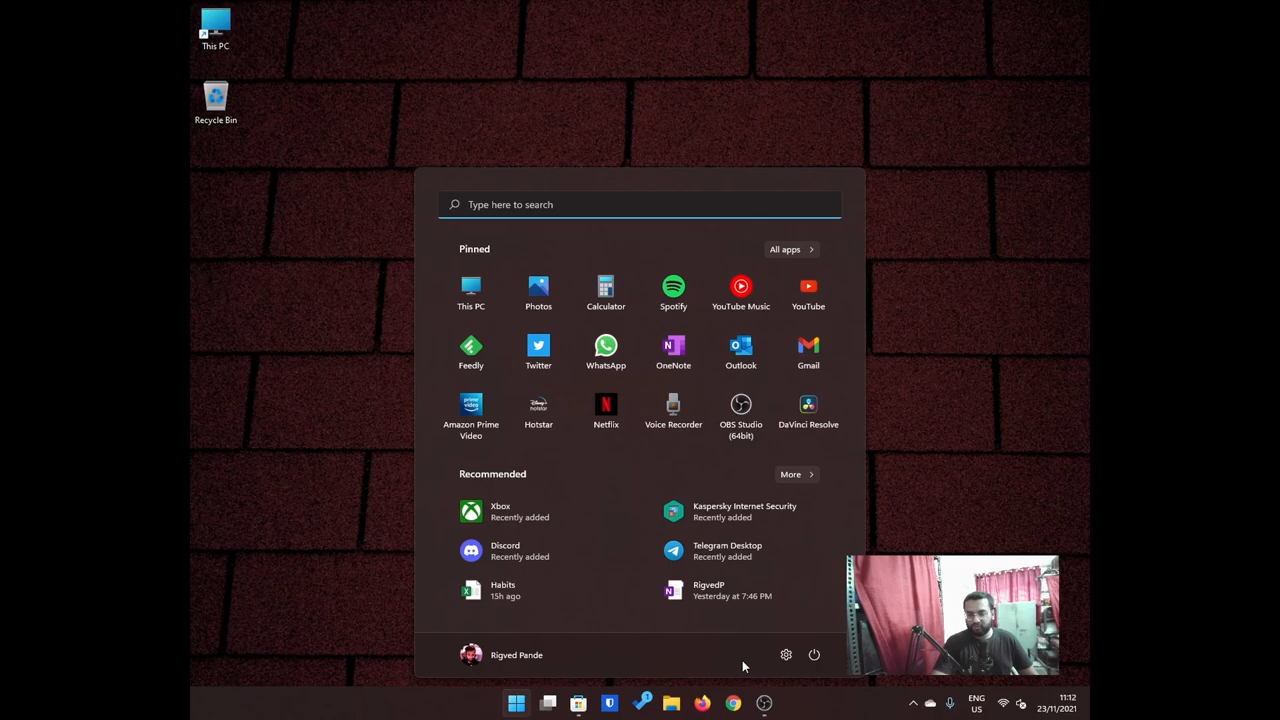 This PC
Recycle Bin
Type here to search
Pinned
All apps
This PC
Photos
Calculator
Spotify
YouTube Music
YouTube
Feedly
Twitter
WhatsApp
OneNote
Outlook
Gmail
Amazon Prime
Video
Hotstar
Netflix
Voice Recorder
OBS Studio
(64bit)
DaVinci Resolve
Recommended
More
Xbox
Recently added
Kaspersky Internet Security
Recently added
Discord
Recently added
Telegram Desktop
Recently added
Habits
15h ago
RigvedP
Yesterday at 7:46 PM
Rigved Pande
ENG
US
11:12
23/11/2021